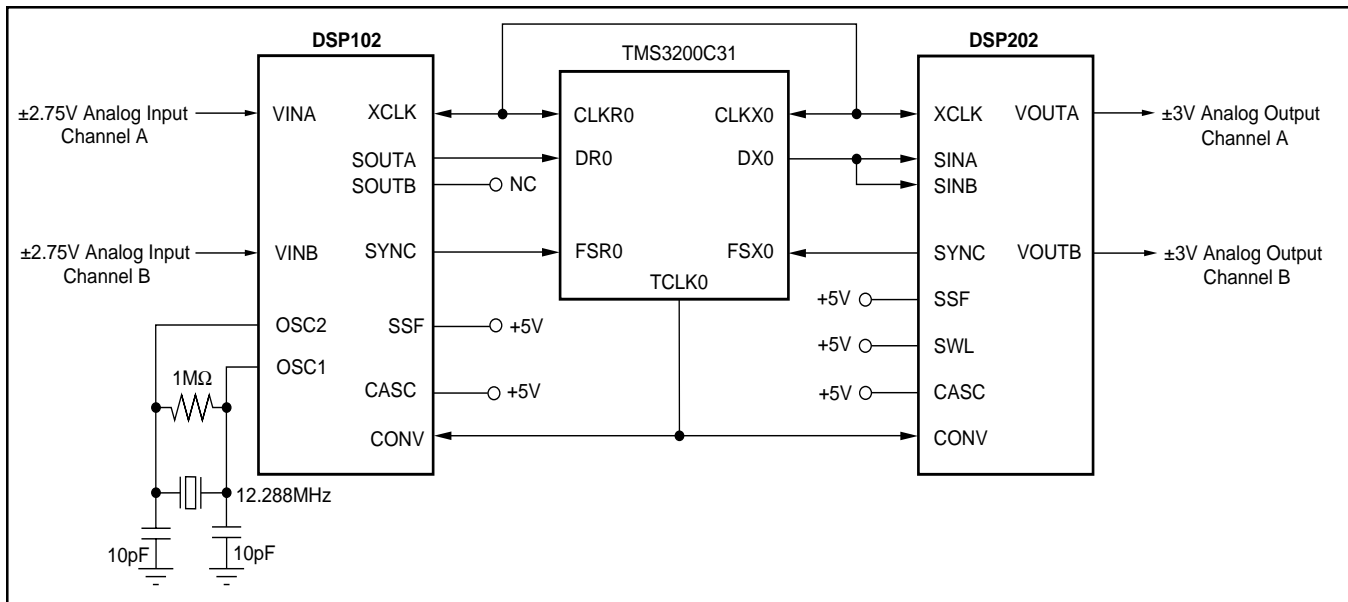 DSP102
TMS3200C31
DSP202
±2.75V Analog Input
Channel A
VINA
XCLK
CLKR0
CLKX0
XCLK
VOUTA
±3V Analog Output
Channel A
SOUTA
DR0
DX0
SINA
SOUTB
NC
SINB
±2.75V Analog Input
Channel B
VINB
SYNC
FSR0
FSX0
SYNC
VOUTB
±3V Analog Output
Channel B
TCLK0
OSC2
SSF
+5V
+5V
SSF
OSC1
+5V
SWL
1MΩ
CASC
+5V
+5V
CASC
CONV
CONV
12.288MHz
10pF
10pF